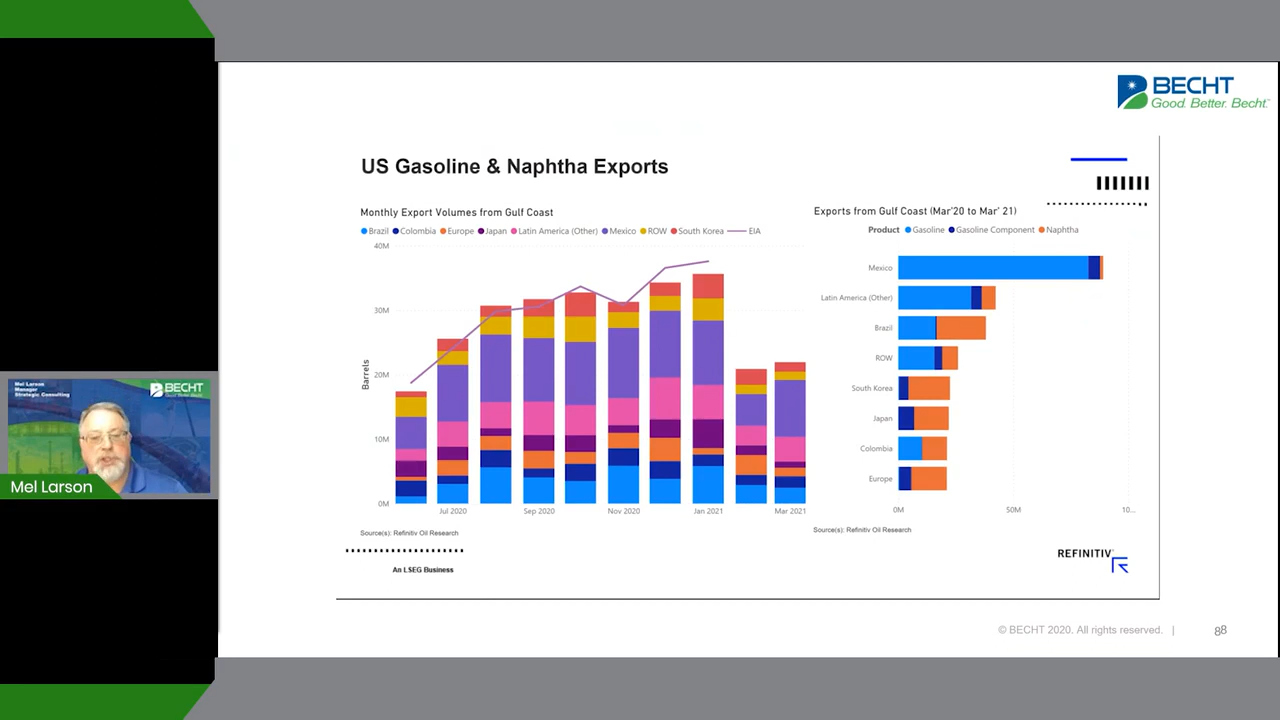 BECHT
Good. Better. Becht.
US Gasoline & Naphtha Exports
Monthly Export Volumes from Gulf Coast
Brazil Colombia Europe Japan Latin America (Other) Mexico ROW South Korea EIA
40M
30M
20M
10M
0M
Barrels
Jul 2020 Sep 2020 Nov 2020 Jan 2021 Mar 2021
Source(s): Refinitiv Oil Research
An LSEG Business
Exports from Gulf Coast (Mar'20 to Mar' 21)
Product Gasoline Gasoline Component Naphtha
Mexico
Latin America (Other)
Brazil
ROW
South Korea
Japan
Colombia
Europe
0M 50M 10...
Source(s): Refinitiv Oil Research
REFINITIV
© BECHT 2020. All rights reserved. | 88
Mel Larson
Manager
Strategic Consulting
BECHT
Mel Larson